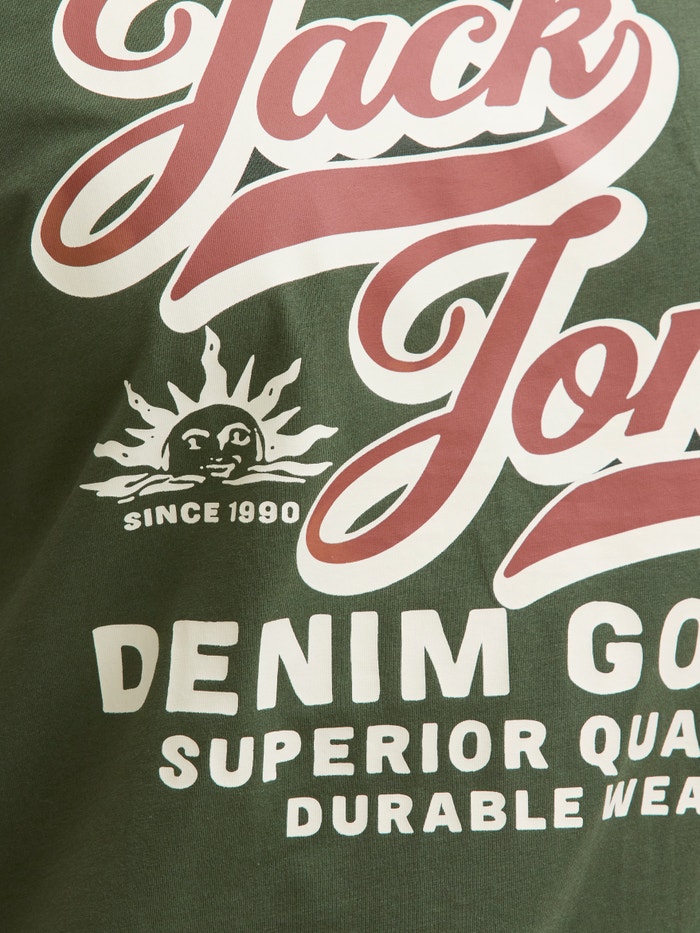 Jack
Jon
SINCE 1990
DENIM GO
SUPERIOR QUA
DURABLE WEA